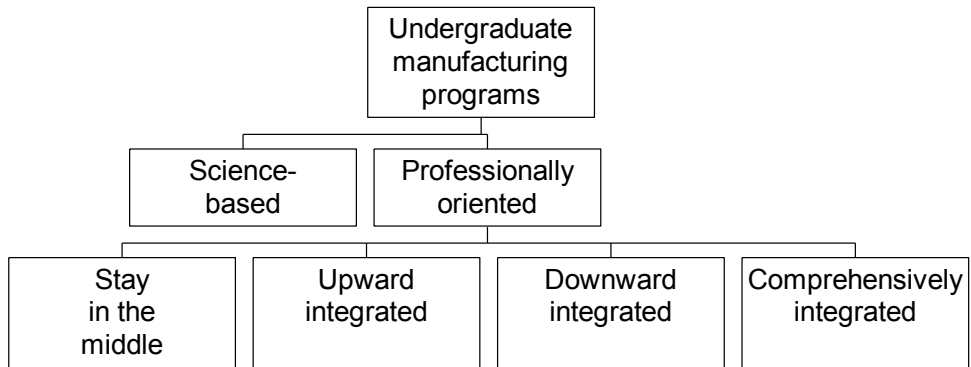 Undergraduate
manufacturing
programs
Science-
based
Professionally
oriented
Stay
in the
middle
Upward
integrated
Downward
integrated
Comprehensively
integrated